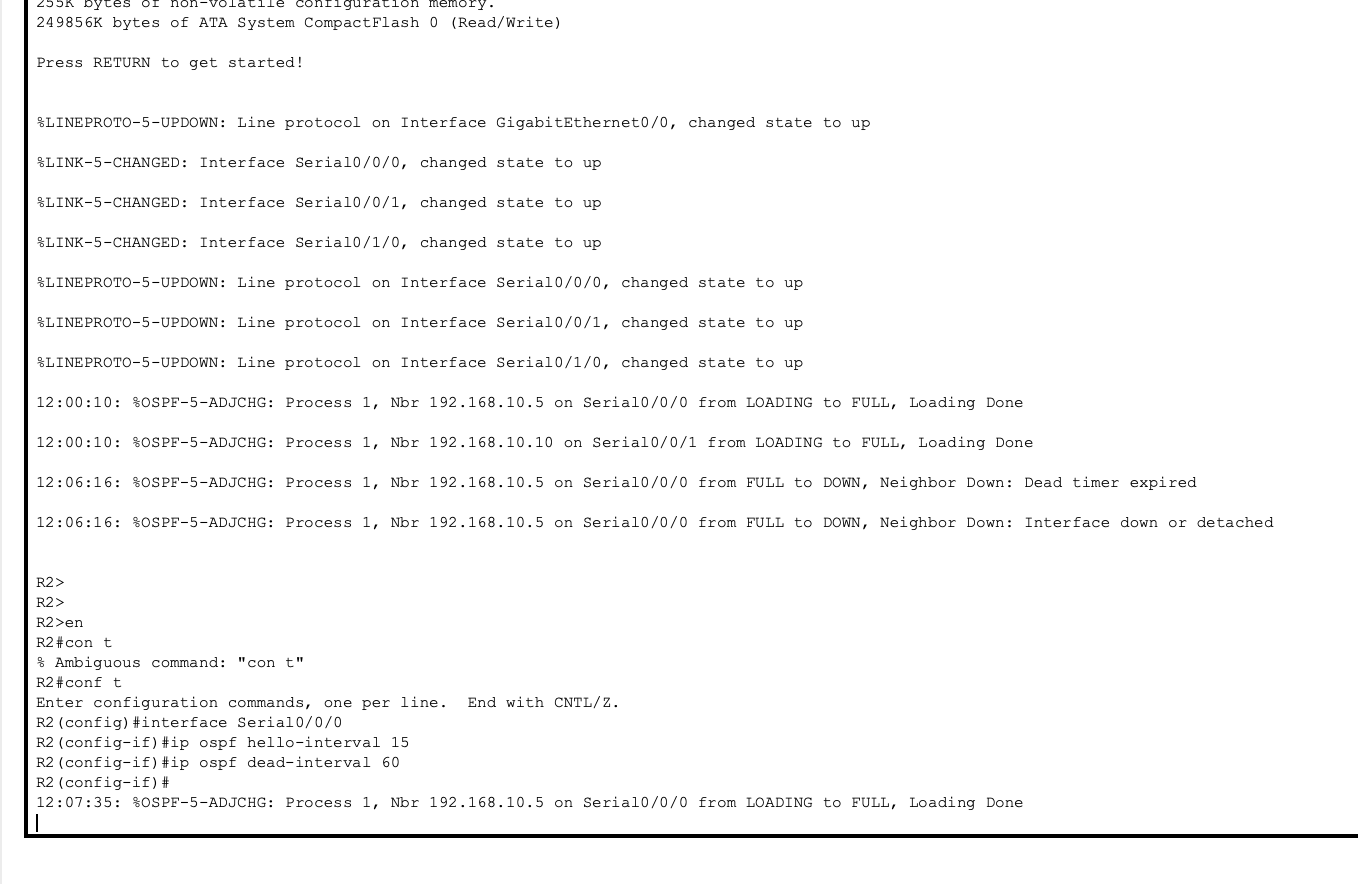 255K bytes of non-volatile configuration memory.
249856K bytes of ATA System CompactFlash 0 (Read/Write)
Press RETURN to get started!
%LINEPROTO-5-UPDOWN: Line protocol on Interface GigabitEthernet0/0, changed state to up
%LINK-5-CHANGED: Interface Serial0/0/0, changed state to up
%LINK-5-CHANGED: Interface Serial0/0/1, changed state to up
%LINK-5-CHANGED: Interface Serial0/1/0, changed state to up
%LINEPROTO-5-UPDOWN: Line protocol on Interface Serial0/0/0, changed state to up
%LINEPROTO-5-UPDOWN: Line protocol on Interface Serial0/0/1, changed state to up
%LINEPROTO-5-UPDOWN: Line protocol on Interface Serial0/1/0, changed state to up
12:00:10: %OSPF-5-ADJCHG: Process 1, Nbr 192.168.10.5 on Serial0/0/0 from LOADING to FULL, Loading Done
12:00:10: %OSPF-5-ADJCHG: Process 1, Nbr 192.168.10.10 on Serial0/0/1 from LOADING to FULL, Loading Done
12:06:16: %OSPF-5-ADJCHG: Process 1, Nbr 192.168.10.5 on Serial0/0/0 from FULL to DOWN, Neighbor Down: Dead timer expired
12:06:16: %OSPF-5-ADJCHG: Process 1, Nbr 192.168.10.5 on Serial0/0/0 from FULL to DOWN, Neighbor Down: Interface down or detached
R2>
R2>
R2>en
R2#con t
% Ambiguous command: "con t"
R2#conf t
Enter configuration commands, one per line.  End with CNTL/Z.
R2(config)#interface Serial0/0/0
R2(config-if)#ip ospf hello-interval 15
R2(config-if)#ip ospf dead-interval 60
R2(config-if)#
12:07:35: %OSPF-5-ADJCHG: Process 1, Nbr 192.168.10.5 on Serial0/0/0 from LOADING to FULL, Loading Done